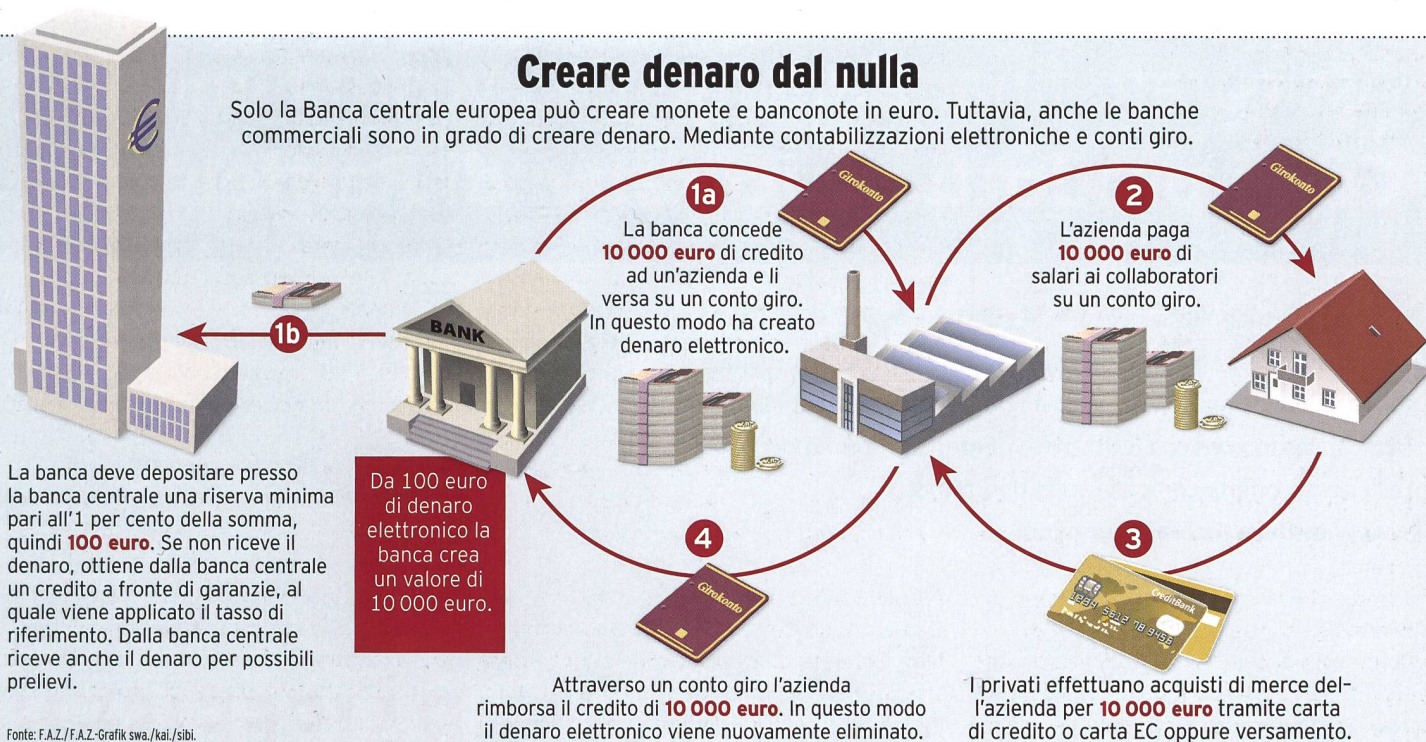 Creare denaro dal nulla
Solo la Banca centrale europea può creare monete e banconote in euro. Tuttavia, anche le banche
commerciali sono in grado di creare denaro. Mediante contabilizzazioni elettroniche e conti giro.
€
Girokonto
1a
La banca concede
10 000 euro di credito
ad un'azienda e li
versa su un conto giro.
In questo modo ha creato
denaro elettronico.
Girokonto
2
L'azienda paga
10 000 euro di
salari ai collaboratori
su un conto giro.
1b
BANK
La banca deve depositare presso
la banca centrale una riserva minima
pari all'1 per cento della somma,
quindi 100 euro. Se non riceve il
denaro, ottiene dalla banca centrale
un credito a fronte di garanzie, al
quale viene applicato il tasso di
riferimento. Dalla banca centrale
riceve anche il denaro per possibili
prelievi.
Da 100 euro
di denaro
elettronico la
banca crea
un valore di
10 000 euro.
4
Girokonto
Attraverso un conto giro l'azienda
rimborsa il credito di 10 000 euro. In questo modo
il denaro elettronico viene nuovamente eliminato.
3
CreditBank
1234 5612 78 9456
I privati effettuano acquisti di merce del-
l'azienda per 10 000 euro tramite carta
di credito o carta EC oppure versamento.
Fonte: F.A.Z./F.A.Z.-Grafik swa./kai./sibi.